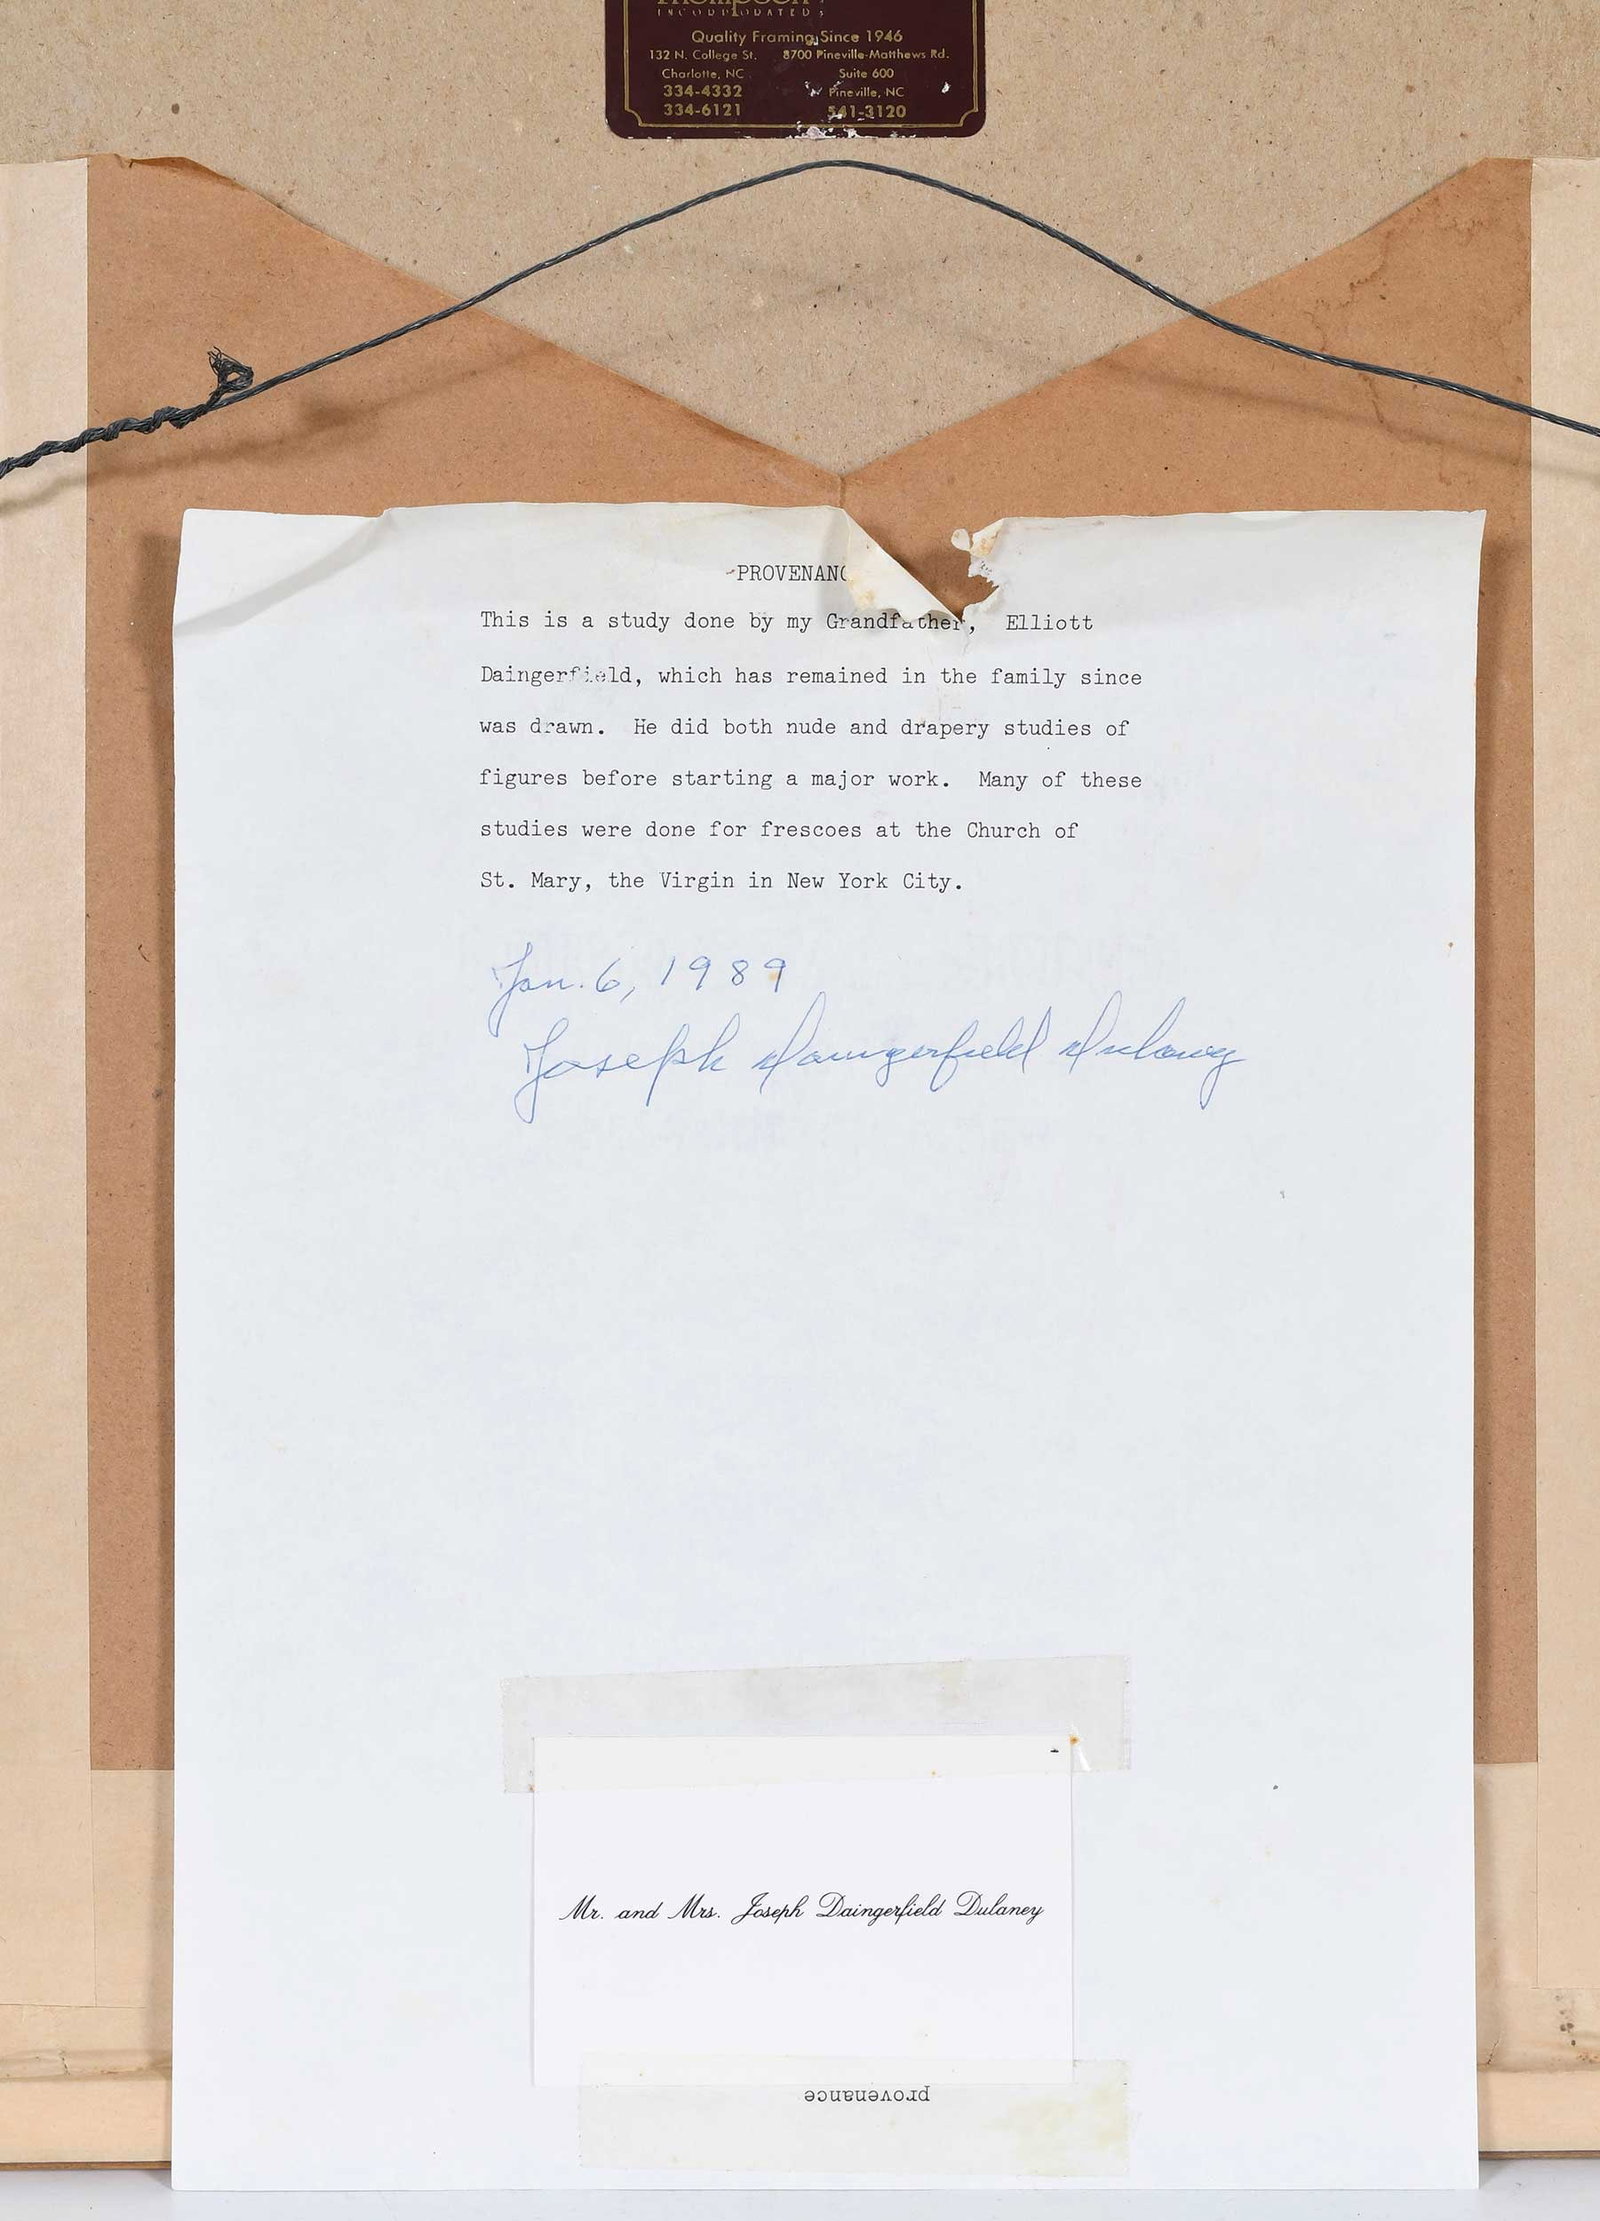 Thompson
INCORPORATED
Quality Framing Since 1946
132 N. College St. 8700 Pineville-Matthews Rd.
Charlotte, NC Suite 600
334-4332 Pineville, NC
334-6121 541-3120
PROVENANC
This is a study done by my Grandfather, Elliott
Daingerfield, which has remained in the family since
was drawn. He did both nude and drapery studies of
figures before starting a major work. Many of these
studies were done for frescoes at the Church of
St. Mary, the Virgin in New York City.
Jan. 6, 1989
Joseph Daingerfield Dulaney
Mr. and Mrs. Joseph Daingerfield Dulaney
provenance